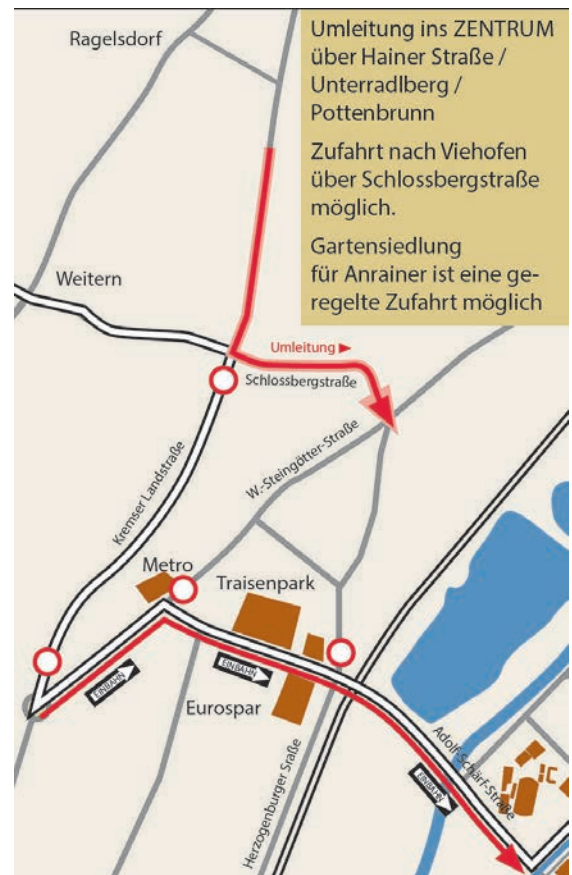 Umleitung ins ZENTRUM
über Hainer Straße /
Unterradlberg /
Pottenbrunn
Zufahrt nach Viehofen
über Schlossbergstraße
möglich.
Gartensiedlung
für Anrainer ist eine ge-
regelte Zufahrt möglich
Ragelsdorf
Weitern
Umleitung ►
Schlossbergstraße
W.-Steingötter-Straße
Kremser Landstraße
Metro
Traisenpark
EINBAHN
EINBAHN
Eurospar
Adolf-Schärf-Straße
EINBAHN
Herzogenburger Sraße